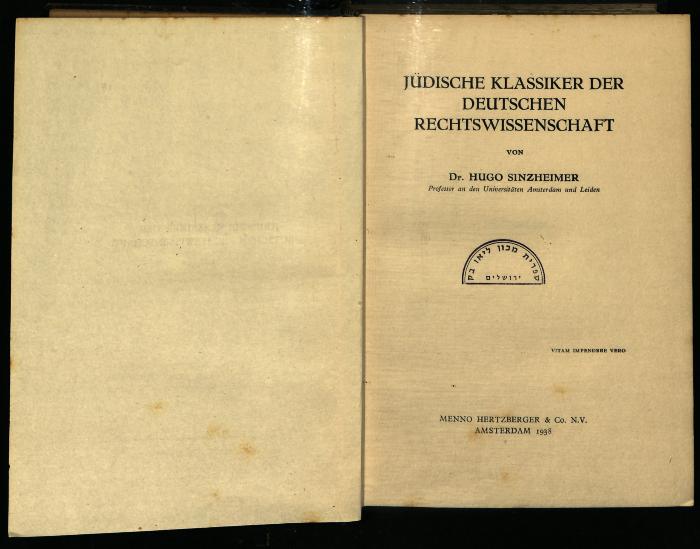 JÜDISCHE KLASSIKER DER
DEUTSCHEN
RECHTSWISSENSCHAFT
VON
Dr. HUGO SINZHEIMER
Professor an den Universitäten Amsterdam und Leiden
ספרית מכון ליאו בק
ירושלים
VITAM IMPENDERE VERO
MENNO HERTZBERGER & Co. N.V.
AMSTERDAM 1938